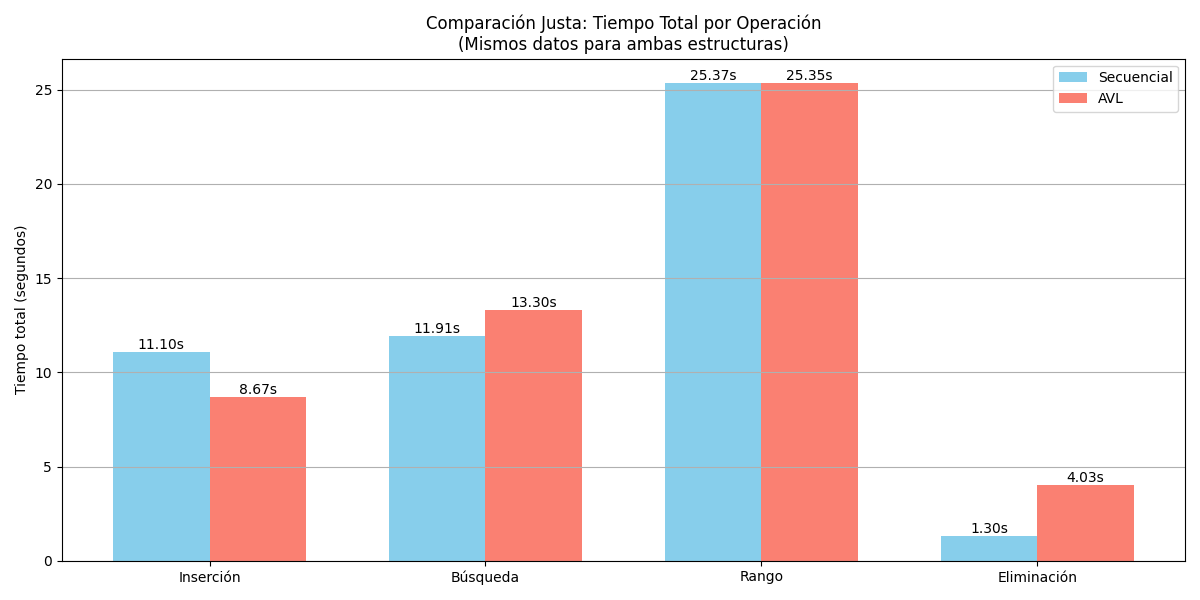 Comparación Justa: Tiempo Total por Operación
(Mismos datos para ambas estructuras)
Secuencial
AVL
Tiempo total (segundos)
25
20
15
10
5
0
11.10s
8.67s
11.91s
13.30s
25.37s
25.35s
1.30s
4.03s
Inserción
Búsqueda
Rango
Eliminación